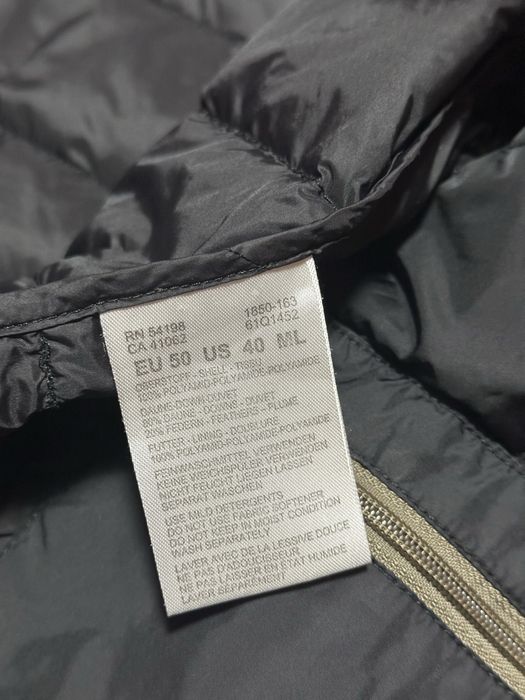 RN 54198 1850-163
CA 41062 61Q1452
EU 50 US 40 ML
OBERSTOFF - SHELL - TISSU
100% POLYAMID-POLYAMIDE-POLYAMIDE
DAUNE-DOWN-DUVET
80% DAUNE - DOWNS - DUVET
20% FEDERN - FEATHERS - PLUME
FUTTER - LINING - DOUBLURE
100% POLYAMID-POLYAMIDE-POLYAMIDE
FEINWASCHMITTEL VERWENDEN
KEINE WEICHSPÜLER VERWENDEN
NICHT FEUCHT LIEGEN LASSEN
SEPARAT WASCHEN
USE MILD DETERGENTS
DO NOT USE FABRIC SOFTENER
DO NOT KEEP IN MOIST CONDITION
WASH SEPARATELY
LAVER AVEC DE LA LESSIVE DOUCE
NE PAS D'ADOUCISSEUR
NE PAS LAISSER EN ETAT HUMIDE
LAVER SEPAREMENT